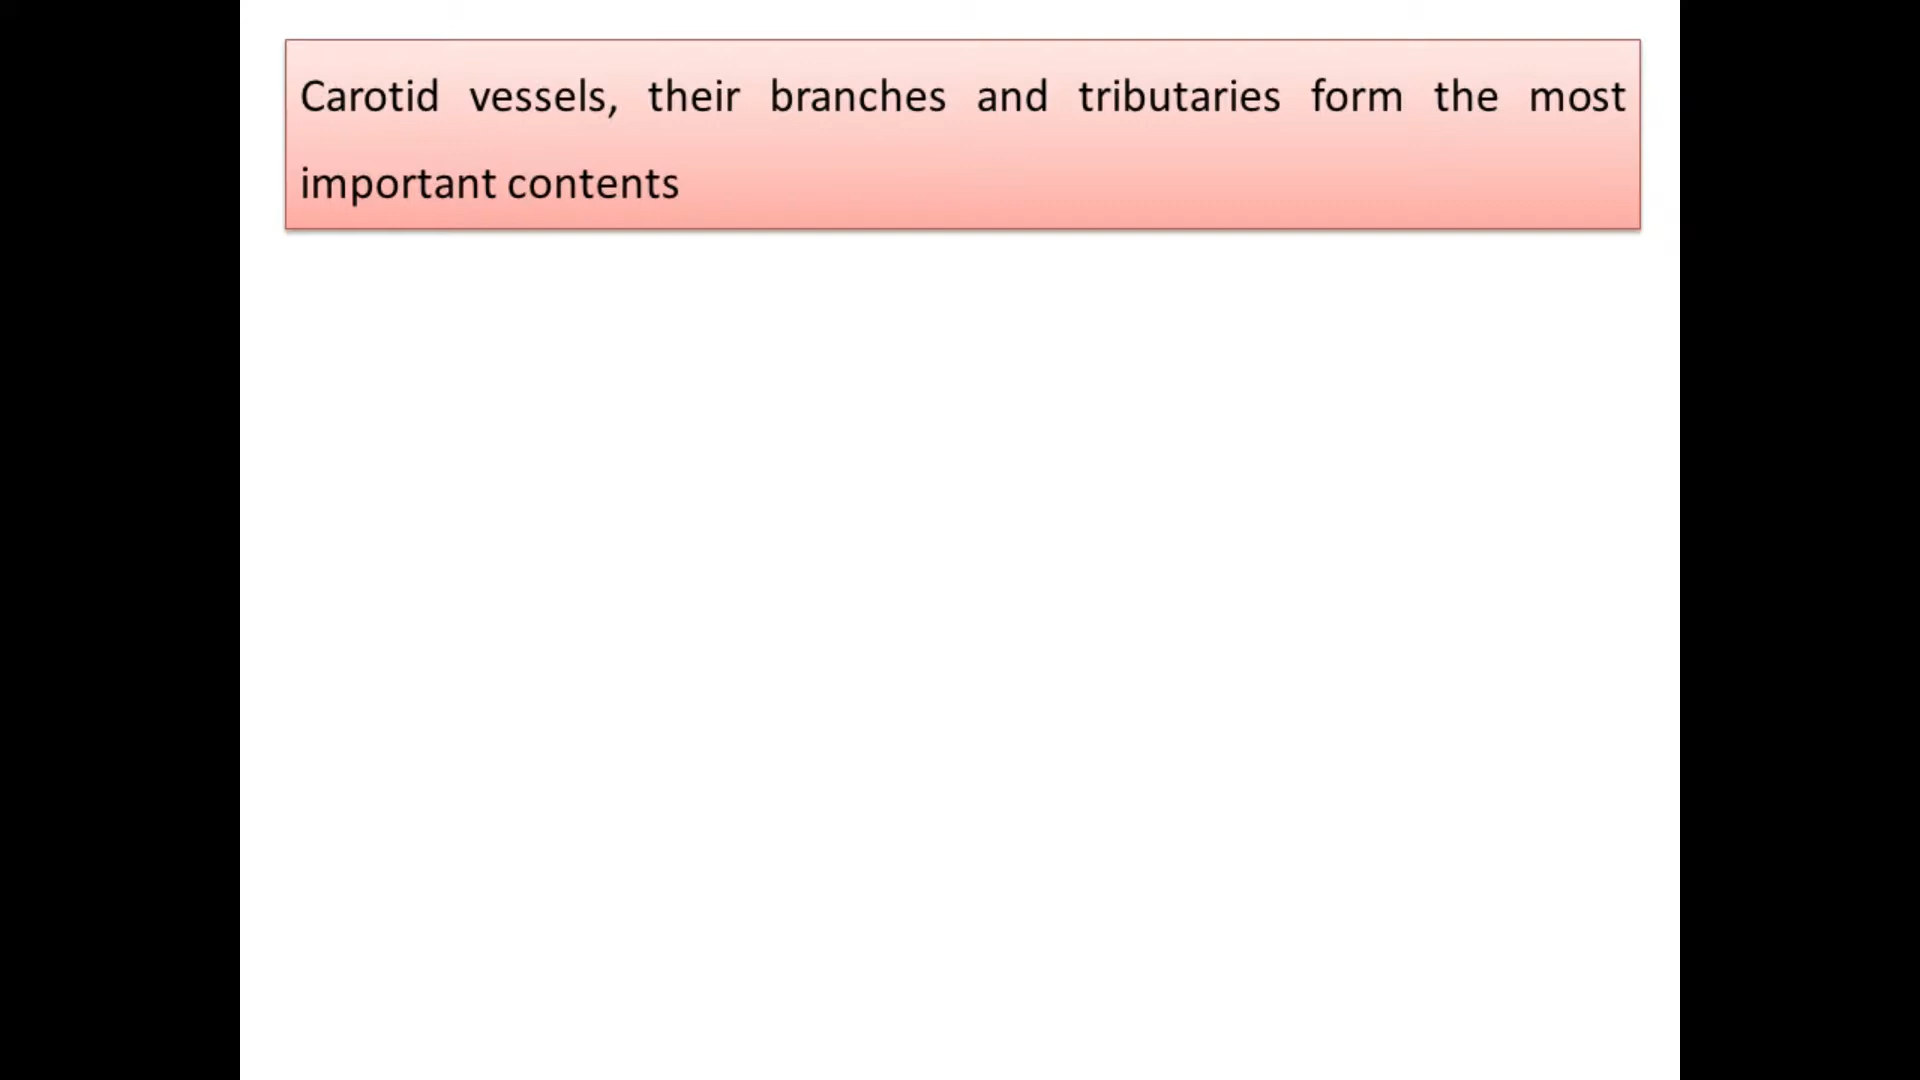 Carotid vessels, their branches and tributaries form the most
important contents